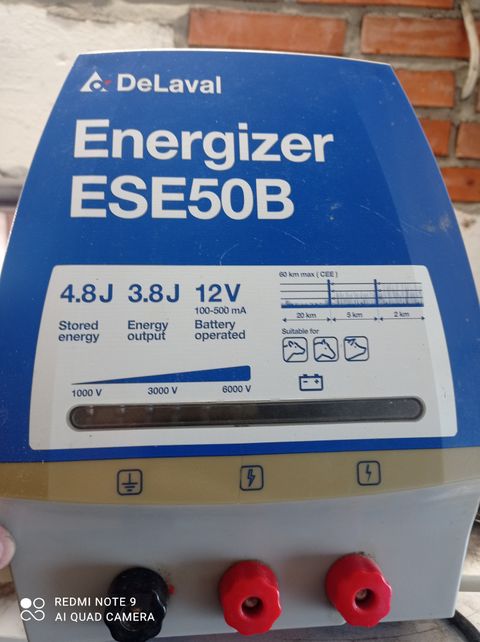 DeLaval
Energizer
ESE50B
4.8J 3.8J 12V
100-500 mA
Stored Energy Battery
energy output operated
60 km max ( CEE )
20 km 5 km 2 km
Suitable for
1000 V 3000 V 6000 V
REDMI NOTE 9
AI QUAD CAMERA